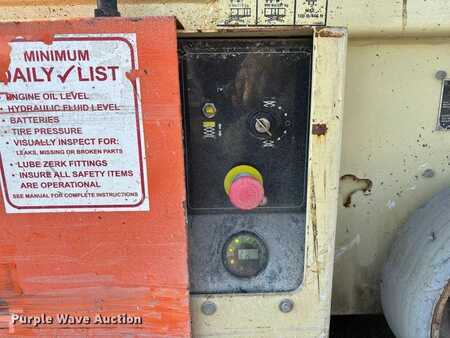 MINIMUM
DAILY✓LIST
• ENGINE OIL LEVEL
• HYDRAULIC FLUID LEVEL
• BATTERIES
• TIRE PRESSURE
• VISUALLY INSPECT FOR:
LEAKS, MISSING OR BROKEN PARTS
• LUBE ZERK FITTINGS
• INSURE ALL SAFETY ITEMS
ARE OPERATIONAL
SEE MANUAL FOR COMPLETE INSTRUCTIONS
Purple Wave Auction